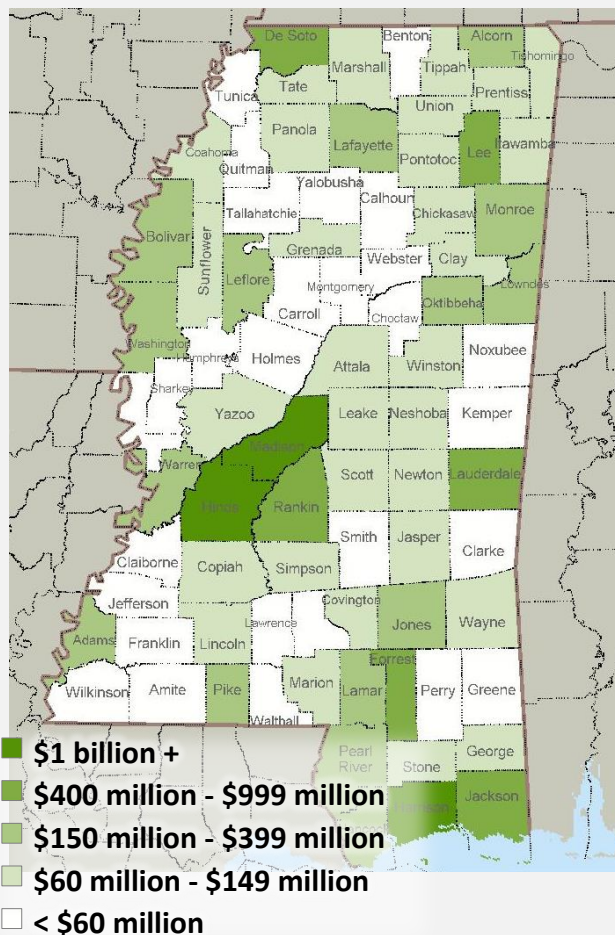 De Soto
Benton
Alcorn
Tishomingo
Marshall
Tippah
Tunica
Tate
Prentiss
Union
Panola
Lafayette
Lee
Itawamba
Coahoma
Quitman
Pontotoc
Yalobusha
Calhoun
Tallahatchie
Chickasaw
Monroe
Bolivar
Sunflower
Grenada
Leflore
Webster
Clay
Montgomery
Lowndes
Oktibbeha
Carroll
Choctaw
Washington
Humphreys
Holmes
Noxubee
Attala
Winston
Sharkey
Yazoo
Leake
Neshoba
Kemper
Madison
Warren
Scott
Newton
Lauderdale
Hinds
Rankin
Smith
Jasper
Clarke
Claiborne
Copiah
Simpson
Jefferson
Covington
Lawrence
Jones
Wayne
Adams
Franklin
Lincoln
Forrest
Marion
Lamar
Perry
Greene
Wilkinson
Amite
Pike
Walthall
Pearl
River
George
Stone
Jackson
Harrison
$1 billion +
$400 million - $999 million
$150 million - $399 million
$60 million - $149 million
< $60 million